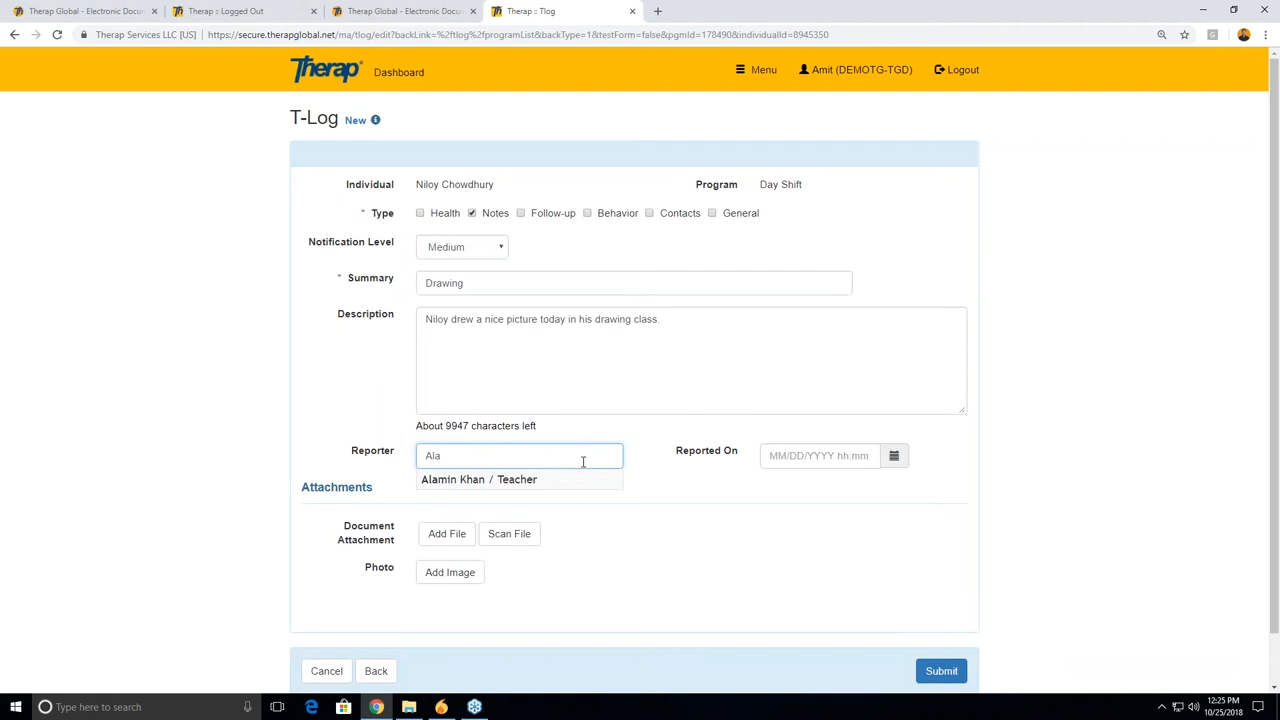 Therap Global - Electronic Docum
Therap :: Logged Out
Therap Global - Electronic Docum
Therap :: Tlog
Therap Services LLC [US] | https://secure.therapglobal.net/ma/tlog/edit?backLink=%2ftlog%2fprogramList&backType=1&testForm=false&pgmId=178490&individualId=8945350
Therap Dashboard Menu Amit (DEMOTG-TGD) Logout
T-Log New
Individual Niloy Chowdhury Program Day Shift
* Type Health Notes Follow-up Behavior Contacts General
Notification Level Medium
* Summary Drawing
Description Niloy drew a nice picture today in his drawing class.
About 9947 characters left
Reporter Ala Reported On MM/DD/YYYY hh:mm
Alamin Khan / Teacher
Attachments
Document Attachment Add File Scan File
Photo Add Image
Cancel Back Submit
Type here to search
12:25 PM
10/25/2018